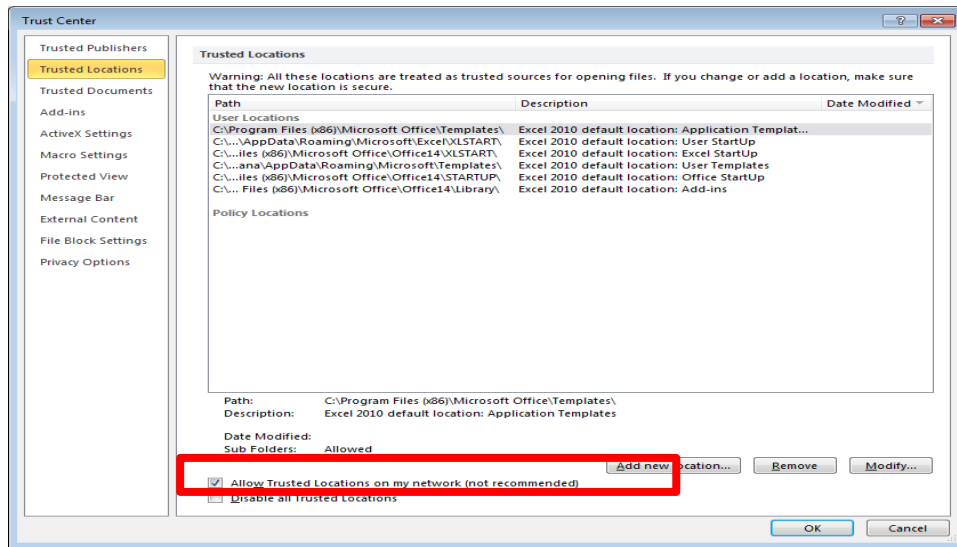 Trust Center
Trusted Publishers
Trusted Locations
Trusted Documents
Add-ins
ActiveX Settings
Macro Settings
Protected View
Message Bar
External Content
File Block Settings
Privacy Options
Trusted Locations
Warning: All these locations are treated as trusted sources for opening files. If you change or add a location, make sure
that the new location is secure.
Path Description Date Modified
User Locations
C:\Program Files (x86)\Microsoft Office\Templates\ Excel 2010 default location: Application Templat...
C:\...\AppData\Roaming\Microsoft\Excel\XLSTART\ Excel 2010 default location: User StartUp
C:\...iles (x86)\Microsoft Office\Office14\XLSTART\ Excel 2010 default location: Excel StartUp
C:\...ana\AppData\Roaming\Microsoft\Templates\ Excel 2010 default location: User Templates
C:\...iles (x86)\Microsoft Office\Office14\STARTUP\ Excel 2010 default location: Office StartUp
C:\... Files (x86)\Microsoft Office\Office14\Library\ Excel 2010 default location: Add-ins
Policy Locations
Path: C:\Program Files (x86)\Microsoft Office\Templates\
Description: Excel 2010 default location: Application Templates
Date Modified:
Sub Folders: Allowed
Add new location... Remove Modify...
Allow Trusted Locations on my network (not recommended)
Disable all Trusted Locations
OK Cancel